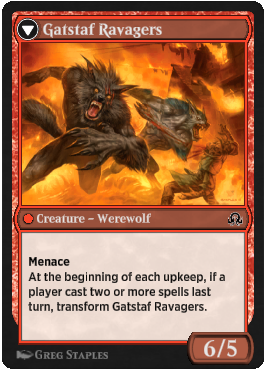 Gatstaf Ravagers
Creature – Werewolf
Menace
At the beginning of each upkeep, if a
player cast two or more spells last
turn, transform Gatstaf Ravagers.
6/5
GREG STAPLES